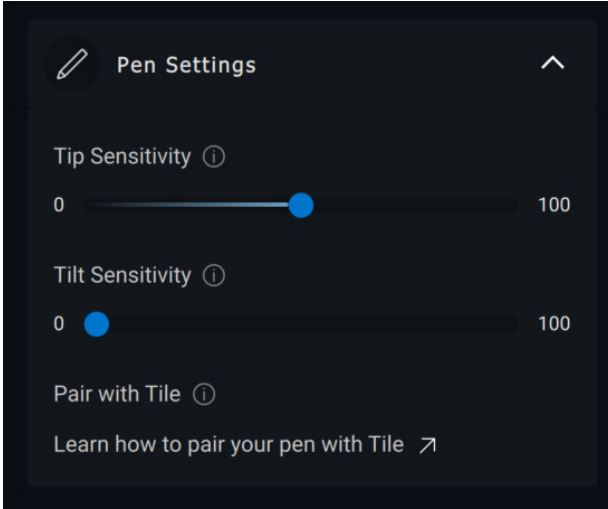 Pen Settings
Tip Sensitivity
0 100
Tilt Sensitivity
0 100
Pair with Tile
Learn how to pair your pen with Tile